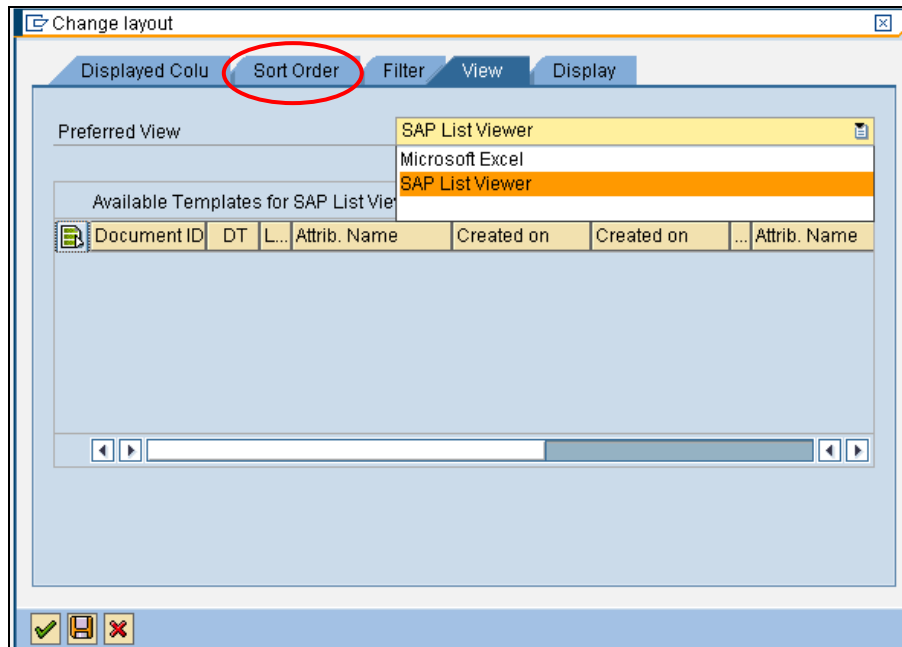 Change layout
Displayed Colu Sort Order Filter View Display
Preferred View SAP List Viewer
Microsoft Excel
SAP List Viewer
Available Templates for SAP List Vie
Document ID DT L... Attrib. Name Created on Created on ... Attrib. Name